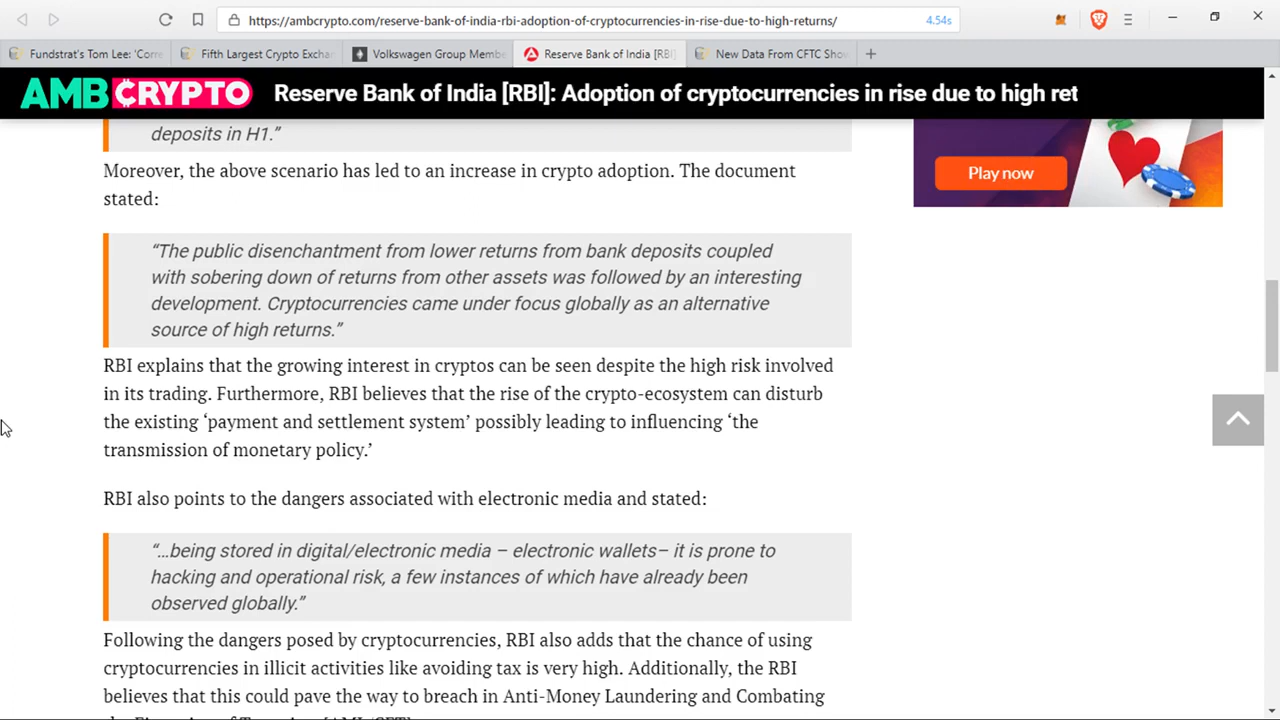 https://ambcrypto.com/reserve-bank-of-india-rbi-adoption-of-cryptocurrencies-in-rise-due-to-high-returns/
4.54s
Fundstrat's Tom Lee: 'Corre
Fifth Largest Crypto Excha
Volkswagen Group Membe
Reserve Bank of India [RBI]
New Data From CFTC Show
AMBCRYPTO
Reserve Bank of India [RBI]: Adoption of cryptocurrencies in rise due to high ret
deposits in H1.”
Moreover, the above scenario has led to an increase in crypto adoption. The document
stated:
“The public disenchantment from lower returns from bank deposits coupled
with sobering down of returns from other assets was followed by an interesting
development. Cryptocurrencies came under focus globally as an alternative
source of high returns.”
RBI explains that the growing interest in cryptos can be seen despite the high risk involved
in its trading. Furthermore, RBI believes that the rise of the crypto-ecosystem can disturb
the existing ‘payment and settlement system’ possibly leading to influencing ‘the
transmission of monetary policy.’
RBI also points to the dangers associated with electronic media and stated:
“…being stored in digital/electronic media – electronic wallets– it is prone to
hacking and operational risk, a few instances of which have already been
observed globally.”
Following the dangers posed by cryptocurrencies, RBI also adds that the chance of using
cryptocurrencies in illicit activities like avoiding tax is very high. Additionally, the RBI
believes that this could pave the way to breach in Anti-Money Laundering and Combating
the Financing of Terrorism [AML/CFT]
Play now